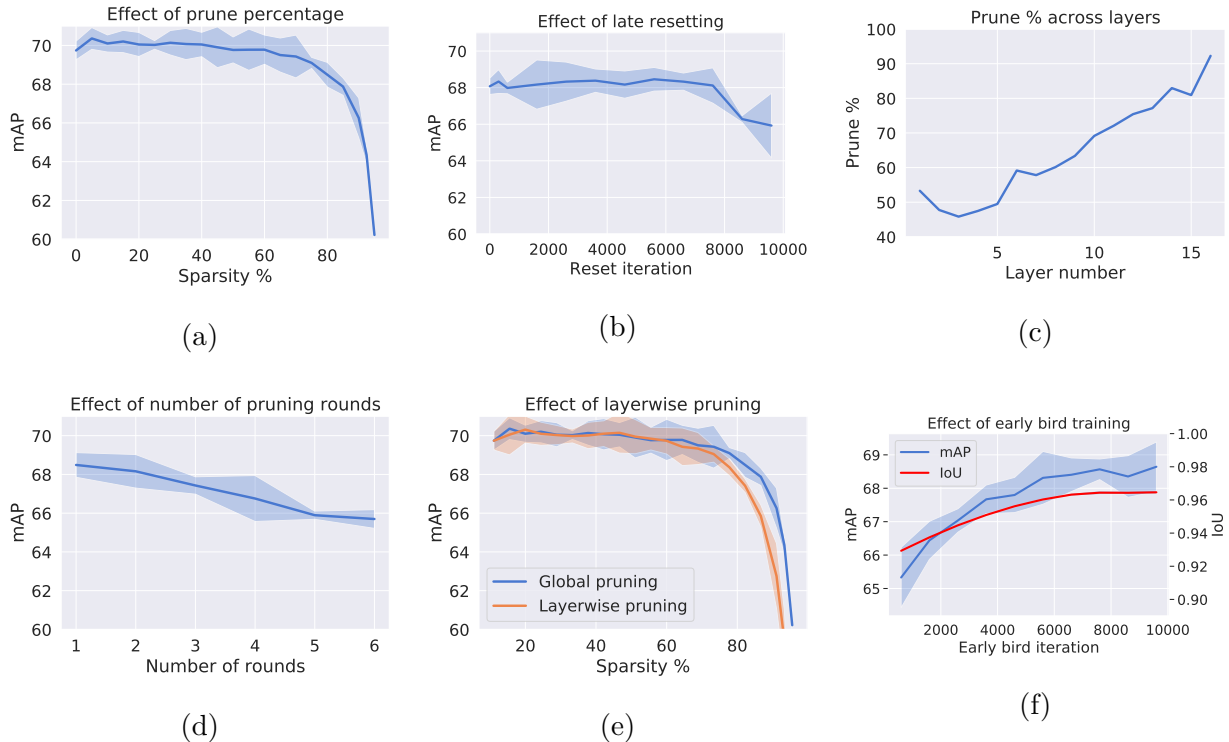 Effect of prune percentage
70
68
66
64
62
60
mAP
0 20 40 60 80
Sparsity %
(a)
Effect of late resetting
70
68
66
64
62
60
mAP
0 2000 4000 6000 8000 10000
Reset iteration
(b)
Prune % across layers
100
90
80
70
60
50
40
Prune %
5 10 15
Layer number
(c)
Effect of number of pruning rounds
70
68
66
64
62
60
mAP
1 2 3 4 5 6
Number of rounds
(d)
Effect of layerwise pruning
70
68
66
64
62
60
mAP
Global pruning
Layerwise pruning
20 40 60 80
Sparsity %
(e)
Effect of early bird training
mAP
IoU
69
68
67
66
65
mAP
1.00
0.98
0.96
0.94
0.92
0.90
IoU
2000 4000 6000 8000 10000
Early bird iteration
(f)